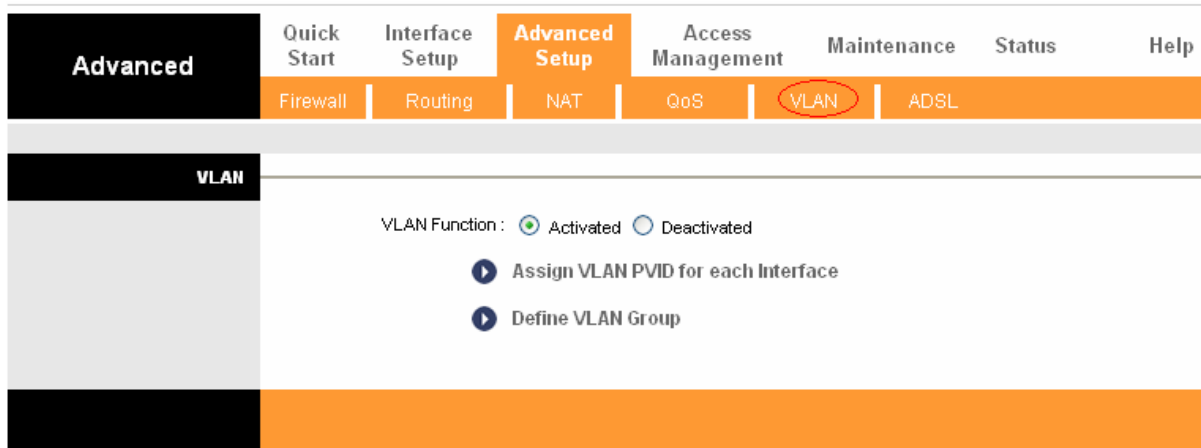 Advanced
Quick Start
Interface Setup
Advanced Setup
Access Management
Maintenance
Status
Help
Firewall
Routing
NAT
QoS
VLAN
ADSL
VLAN
VLAN Function : Activated Deactivated
Assign VLAN PVID for each Interface
Define VLAN Group